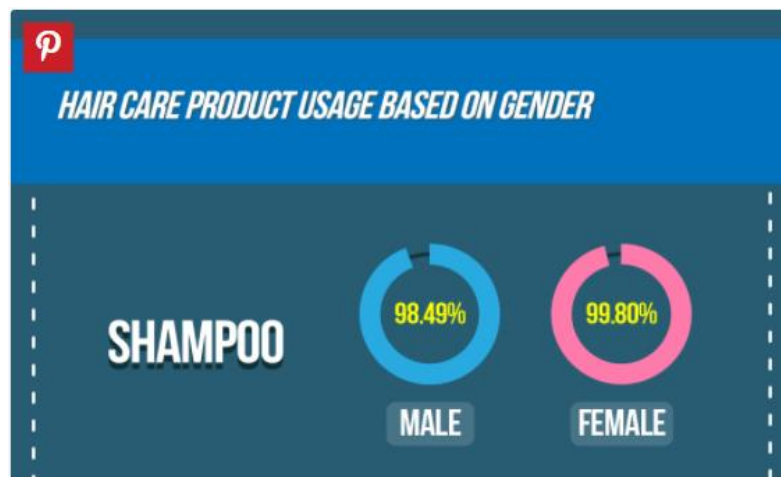 HAIR CARE PRODUCT USAGE BASED ON GENDER
98.49%
99.80%
SHAMPOO
MALE
FEMALE